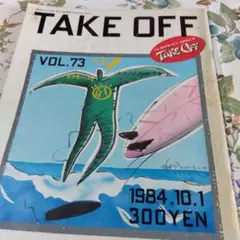 TAKE OFF
TAKE OFF
VOL.73
1984.10.1
300YEN